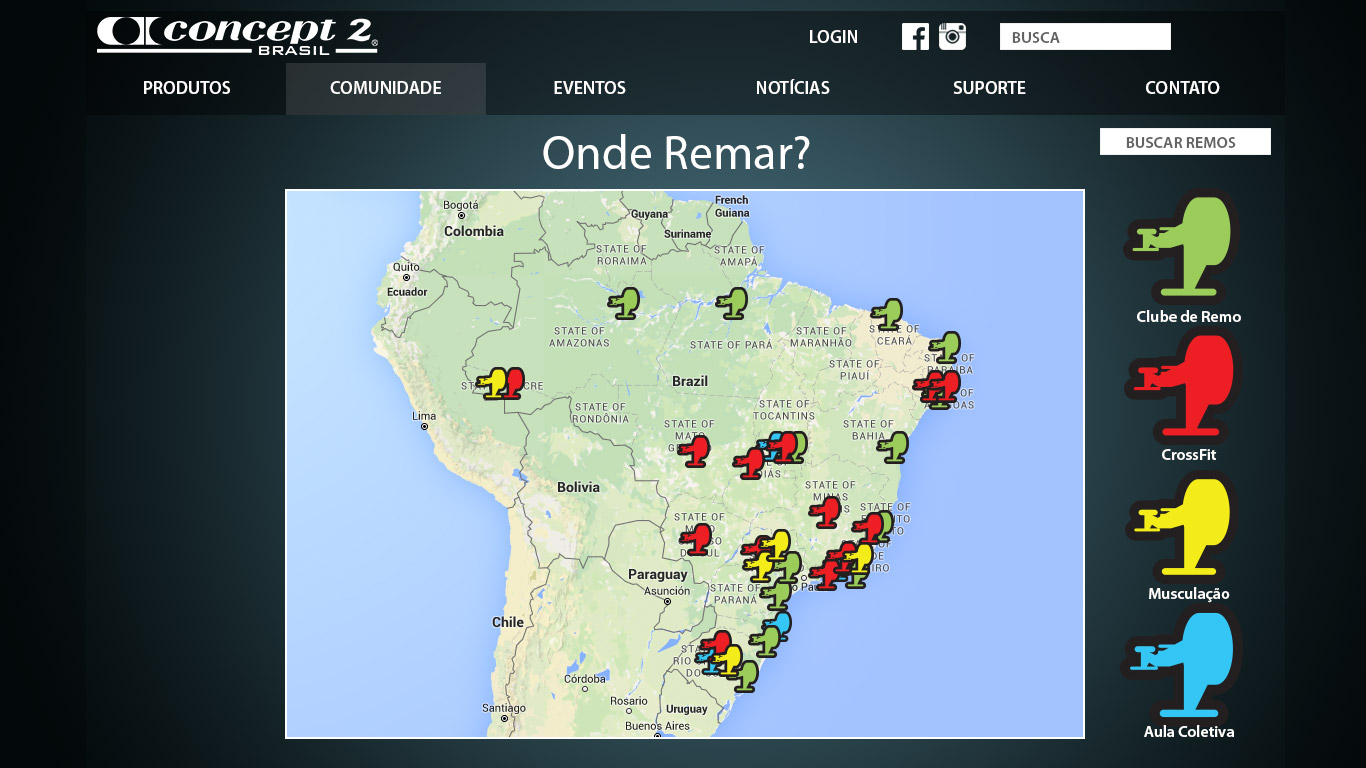 concept 2
BRASIL
LOGIN
BUSCA
PRODUTOS
COMUNIDADE
EVENTOS
NOTÍCIAS
SUPORTE
CONTATO
Onde Remar?
BUSCAR REMOS
Bogotá
Colombia
Guyana
Suriname
French
Guiana
STATE OF
RORAIMA
STATE OF
AMAPÁ
Quito
Ecuador
STATE OF
AMAZONAS
STATE OF PARÁ
STATE OF
MARANHÃO
STATE OF
CEARÁ
STATE OF
PIAUÍ
Brazil
Lima
STATE OF
RONDÔNIA
STATE OF
TOCANTINS
STATE OF
BAHIA
STATE OF
Bolivia
STATE OF
STATE OF
Paraguay
Asunción
STATE OF
PARANÁ
Chile
Córdoba
Rosario
Santiago
Uruguay
Buenos Aires
Clube de Remo
CrossFit
Musculação
Aula Coletiva